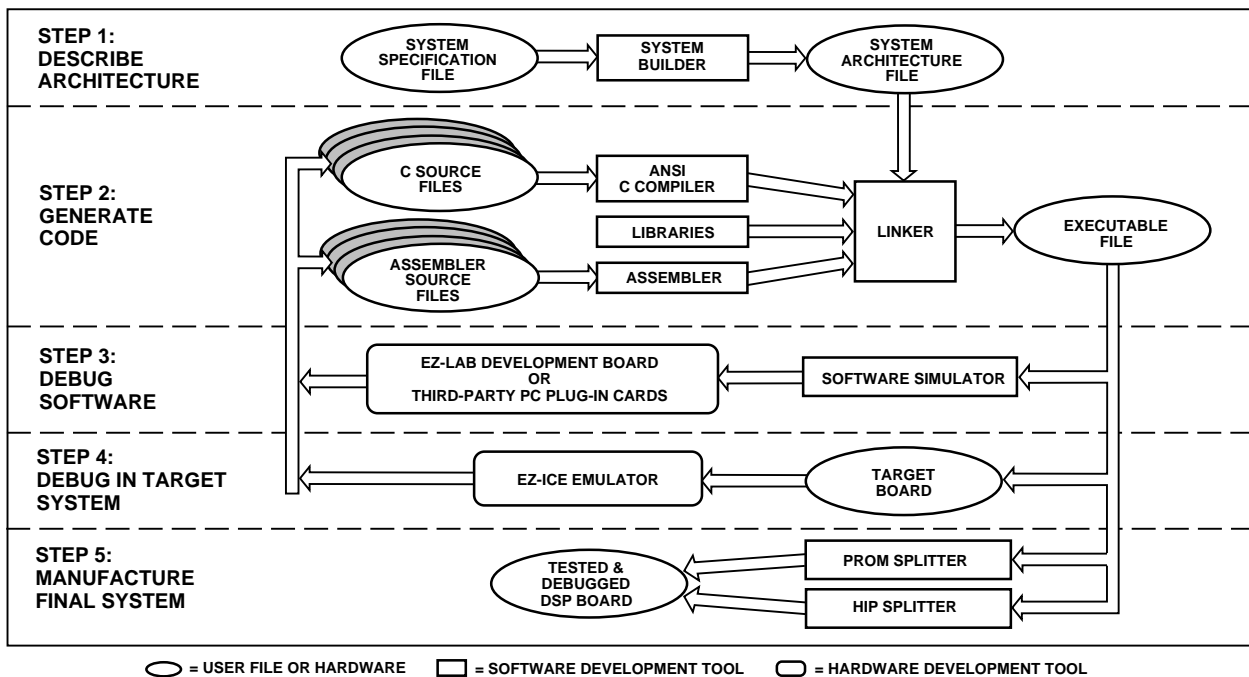 STEP 1:
DESCRIBE
ARCHITECTURE
SYSTEM
SPECIFICATION
FILE
SYSTEM
BUILDER
SYSTEM
ARCHITECTURE
FILE
STEP 2:
GENERATE
CODE
C SOURCE
FILES
ANSI
C COMPILER
LIBRARIES
ASSEMBLER
SOURCE
FILES
ASSEMBLER
LINKER
EXECUTABLE
FILE
STEP 3:
DEBUG
SOFTWARE
EZ-LAB DEVELOPMENT BOARD
OR
THIRD-PARTY PC PLUG-IN CARDS
SOFTWARE SIMULATOR
STEP 4:
DEBUG IN TARGET
SYSTEM
EZ-ICE EMULATOR
TARGET
BOARD
STEP 5:
MANUFACTURE
FINAL SYSTEM
TESTED &
DEBUGGED
DSP BOARD
PROM SPLITTER
HIP SPLITTER
= USER FILE OR HARDWARE
= SOFTWARE DEVELOPMENT TOOL
= HARDWARE DEVELOPMENT TOOL